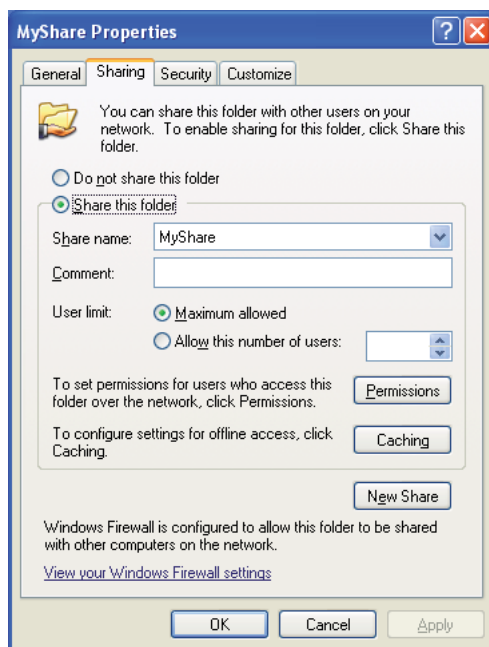 MyShare Properties
General Sharing Security Customize
You can share this folder with other users on your
network. To enable sharing for this folder, click Share this
folder.
Do not share this folder
Share this folder
Share name: MyShare
Comment:
User limit: Maximum allowed
Allow this number of users:
To set permissions for users who access this
folder over the network, click Permissions.
Permissions
To configure settings for offline access, click
Caching.
Caching
New Share
Windows Firewall is configured to allow this folder to be shared
with other computers on the network.
View your Windows Firewall settings
OK Cancel Apply